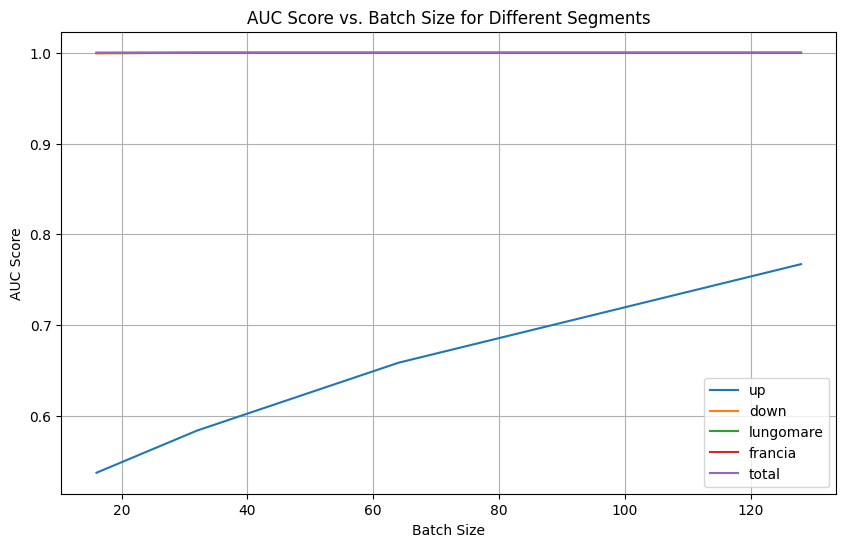 AUC Score vs. Batch Size for Different Segments
1.0
0.9
0.8
0.7
0.6
AUC Score
20
40
60
80
100
120
Batch Size
up
down
lungomare
francia
total